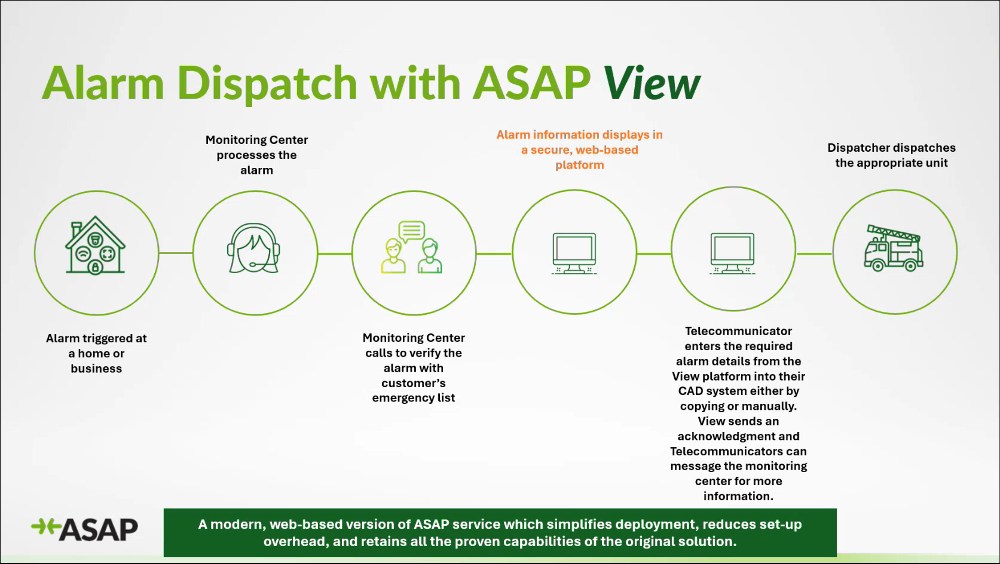 Alarm Dispatch with ASAP View
Alarm triggered at
a home or
business
Monitoring Center
processes the
alarm
Monitoring Center
calls to verify the
alarm with
customer’s
emergency list
Alarm information displays in
a secure, web-based
platform
Telecommunicator
enters the required
alarm details from the
View platform into their
CAD system either by
copying or manually.
View sends an
acknowledgment and
Telecommunicators can
message the monitoring
center for more
information.
Dispatcher dispatches
the appropriate unit
ASAP
A modern, web-based version of ASAP service which simplifies deployment, reduces set-up
overhead, and retains all the proven capabilities of the original solution.